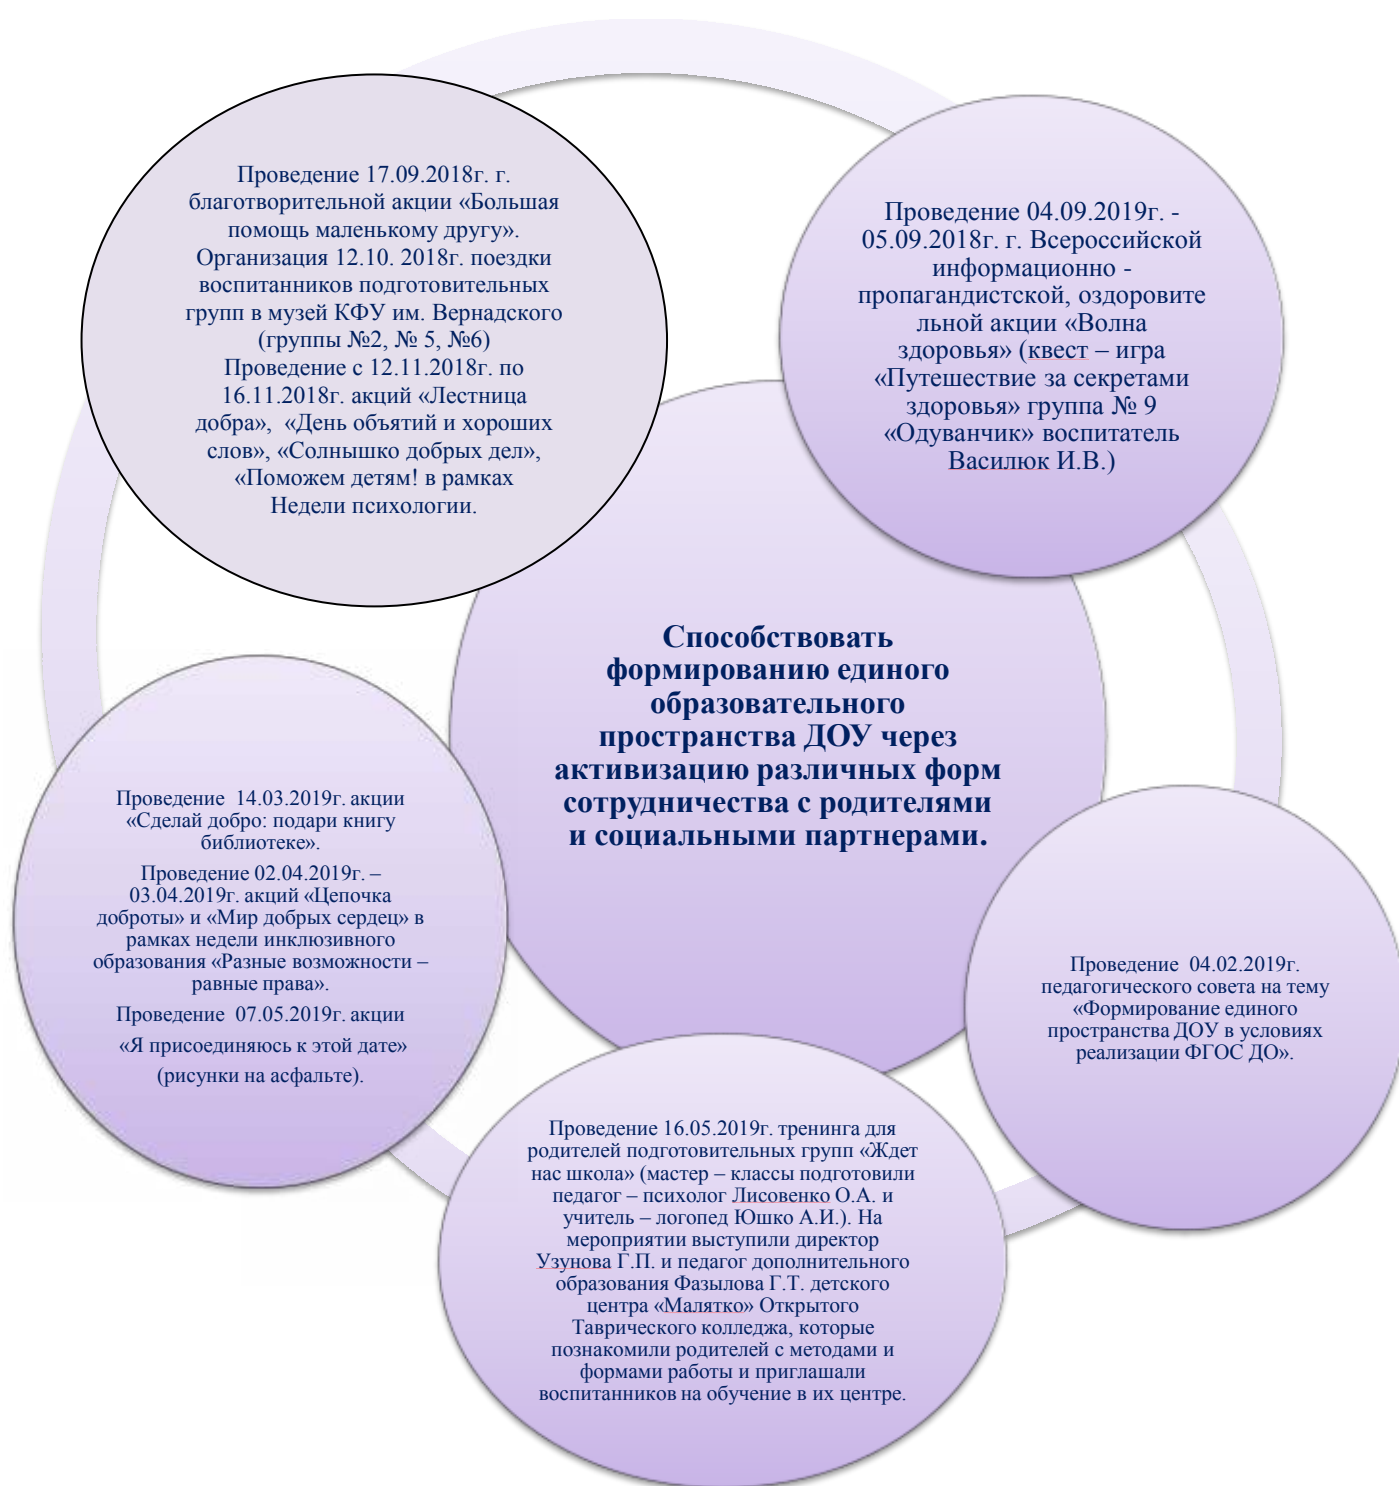 Проведение 17.09.2018г. г.
благотворительной акции «Большая
помощь маленькому другу».
Организация 12.10. 2018г. поездки
воспитанников подготовительных
групп в музей КФУ им. Вернадского
(группы №2, № 5, №6)
Проведение с 12.11.2018г. по
16.11.2018г. акций «Лестница
добра», «День объятий и хороших
слов», «Солнышко добрых дел»,
«Поможем детям! в рамках
Недели психологии.
Проведение 04.09.2019г. -
05.09.2018г. г. Всероссийской
информационно -
пропагандистской, оздоровите
льной акции «Волна
здоровья» (квест – игра
«Путешествие за секретами
здоровья» группа № 9
«Одуванчик» воспитатель
Василюк И.В.)
Способствовать
формированию единого
образовательного
пространства ДОУ через
активизацию различных форм
сотрудничества с родителями
и социальными партнерами.
Проведение 14.03.2019г. акции
«Сделай добро: подари книгу
библиотеке».
Проведение 02.04.2019г. –
03.04.2019г. акций «Цепочка
доброты» и «Мир добрых сердец» в
рамках недели инклюзивного
образования «Разные возможности –
равные права».
Проведение 07.05.2019г. акции
«Я присоединяюсь к этой дате»
(рисунки на асфальте).
Проведение 04.02.2019г.
педагогического совета на тему
«Формирование единого
пространства ДОУ в условиях
реализации ФГОС ДО».
Проведение 16.05.2019г. тренинга для
родителей подготовительных групп «Ждет
нас школа» (мастер – классы подготовили
педагог – психолог Лисовенко О.А. и
учитель – логопед Юшко А.И.). На
мероприятии выступили директор
Узунова Г.П. и педагог дополнительного
образования Фазылова Г.Т. детского
центра «Малятко» Открытого
Таврического колледжа, которые
познакомили родителей с методами и
формами работы и приглашали
воспитанников на обучение в их центре.